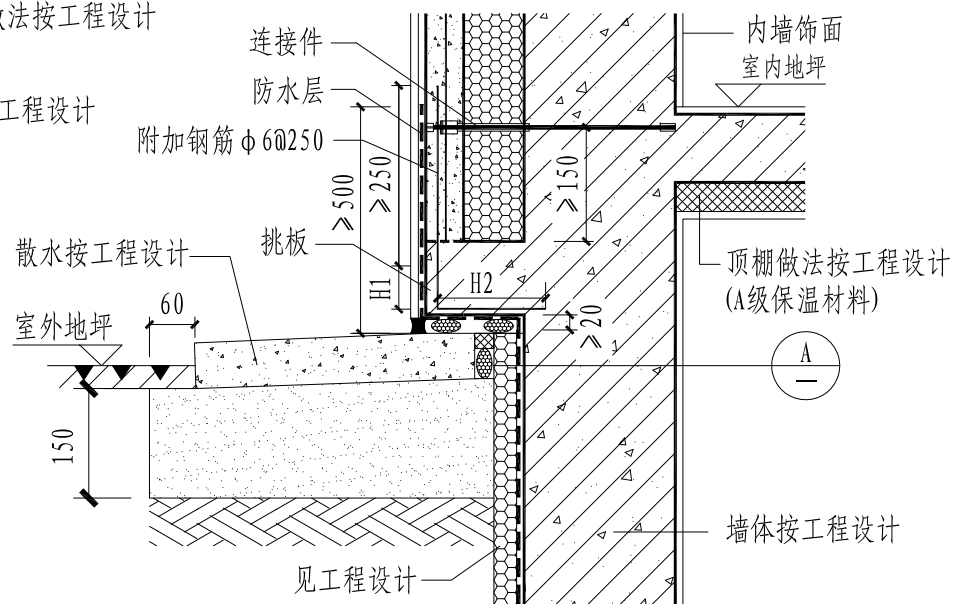 做法按工程设计
连接件
内墙饰面
室内地坪
工程设计
防水层
附加钢筋ф6@250
≥500
≥250
≥150
挑板
散水按工程设计
H1
H2
顶棚做法按工程设计
(A级保温材料)
60
≥20
室外地坪
A
150
墙体按工程设计
见工程设计